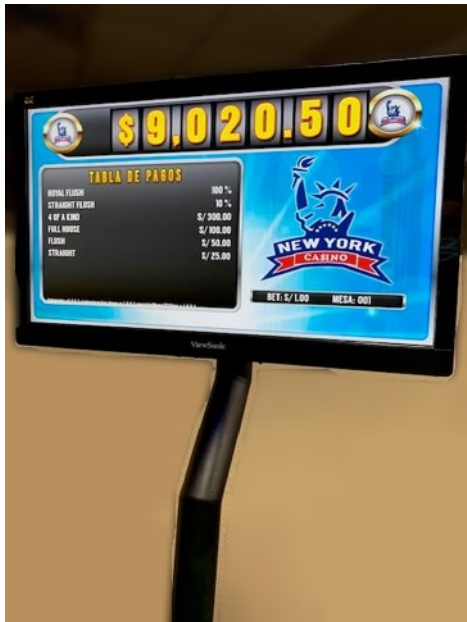 $9,020.50
TABLA DE PAGOS
ROYAL FLUSH 100 %
STRAIGHT FLUSH 10 %
4 OF A KIND S/300.00
FULL HOUSE S/100.00
FLUSH S/50.00
STRAIGHT S/25.00
NEW YORK
CASINO
BET: S/1.00 MESA: 001
ViewSonic